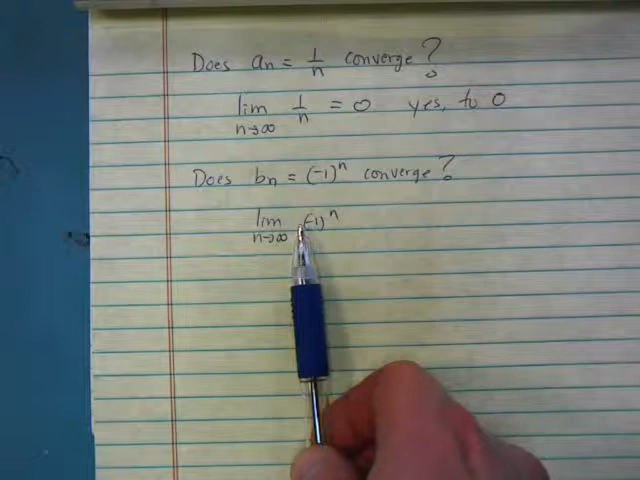 Does an = 1/n converge?
lim n→∞ 1/n = 0 yes, to 0
Does bn = (-1)^n converge?
lim n→∞ (-1)^n